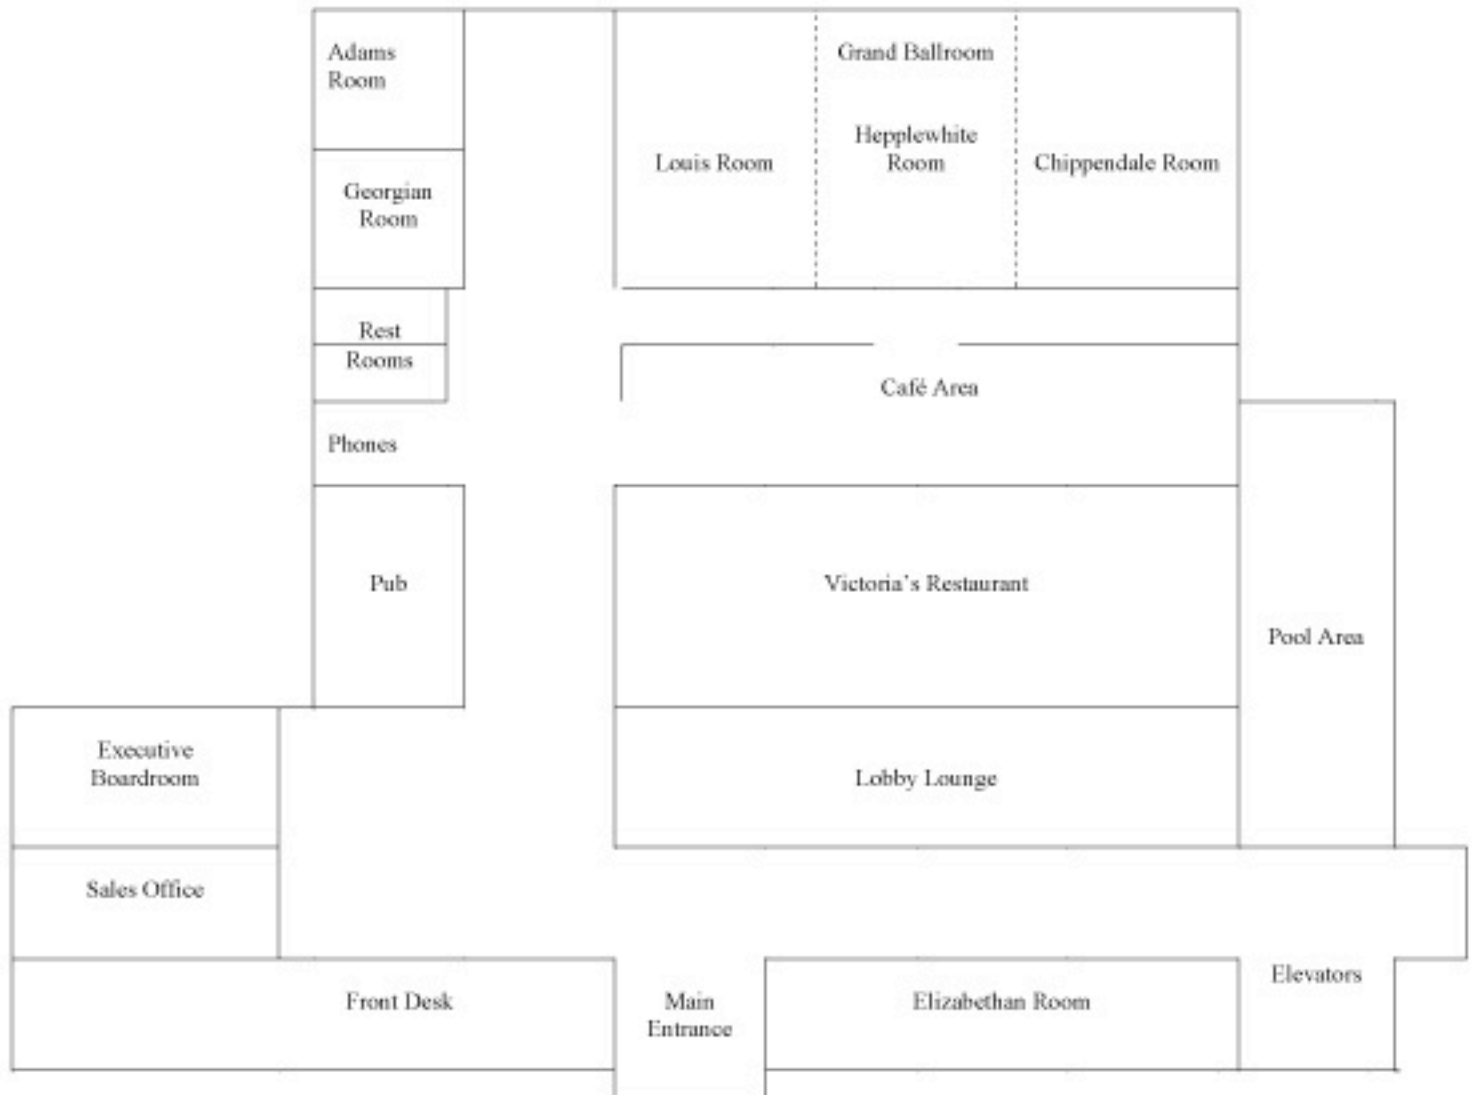 Adams
Room
Grand Ballroom
Louis Room
Hepplewhite
Room
Chippendale Room
Georgian
Room
Rest
Rooms
Café Area
Phones
Pub
Victoria's Restaurant
Pool Area
Executive
Boardroom
Lobby Lounge
Sales Office
Elevators
Front Desk
Main
Entrance
Elizabethan Room